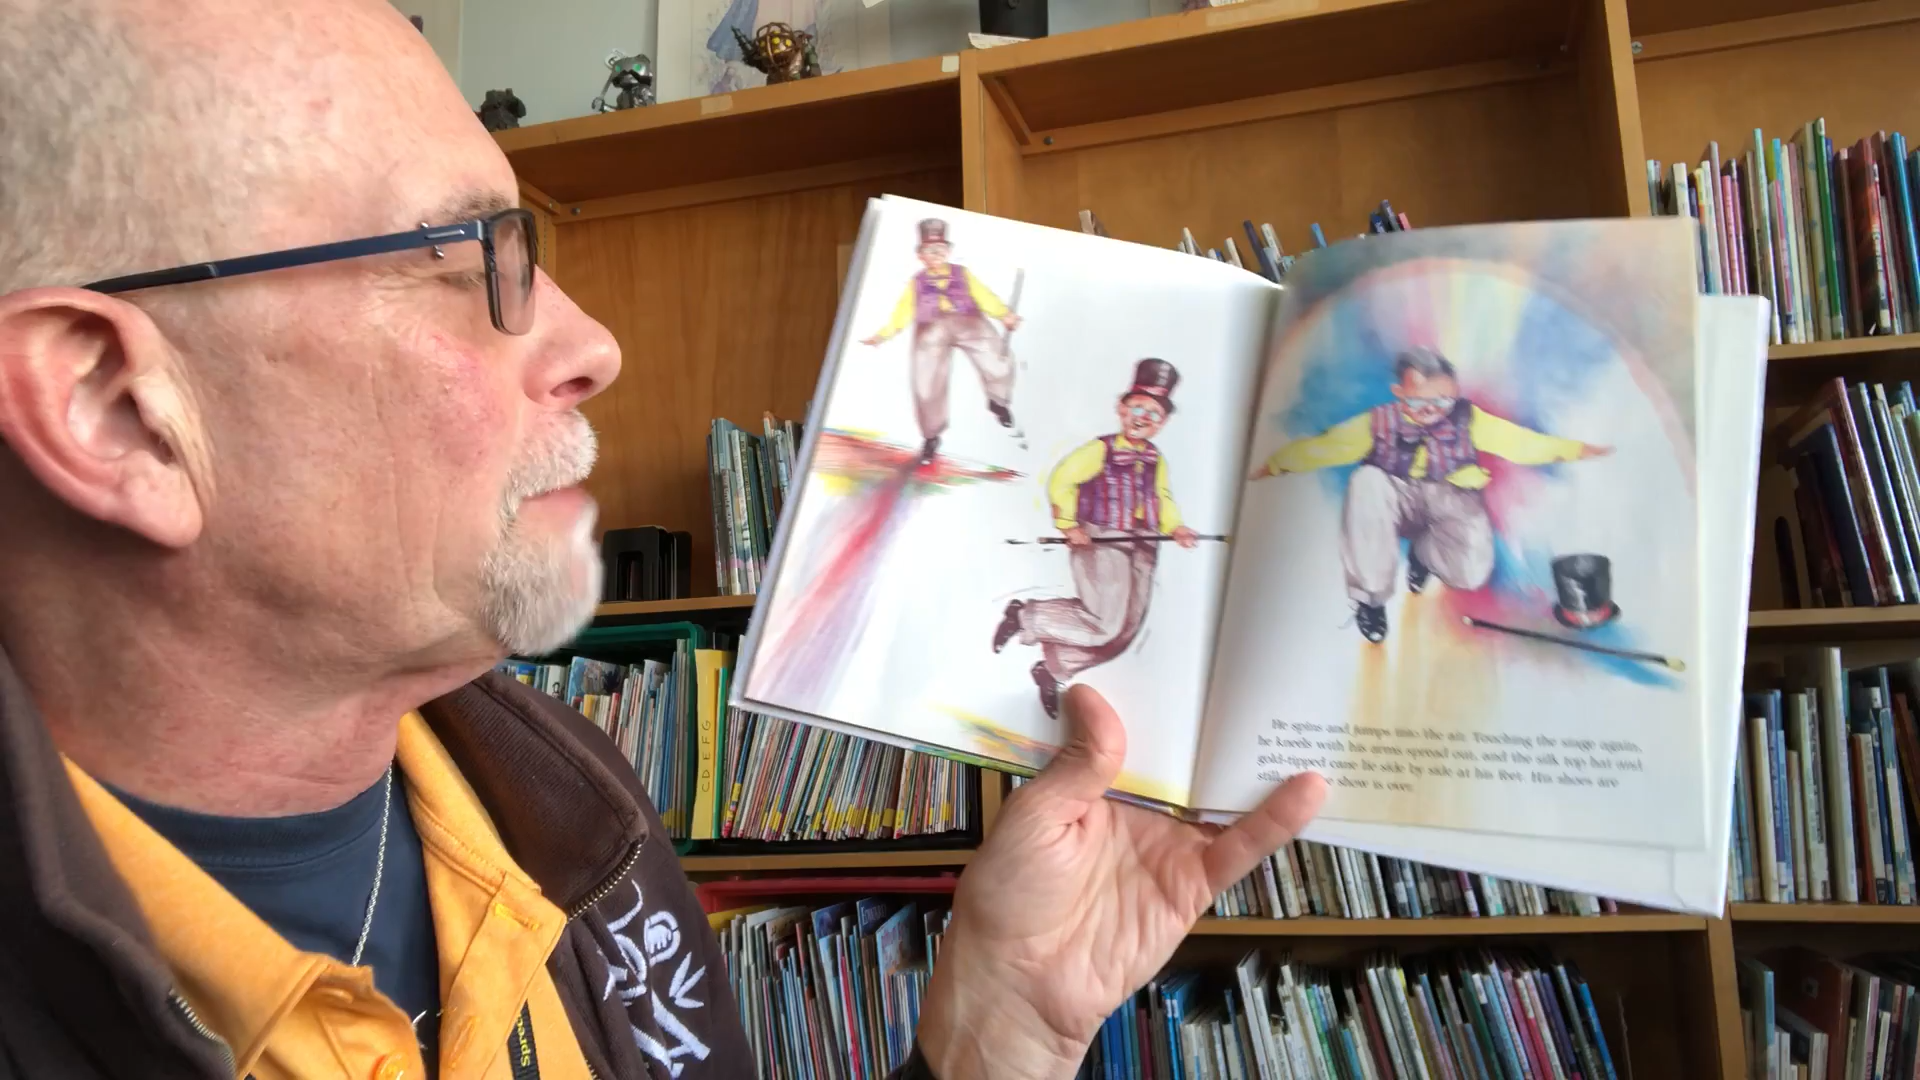 He spins and jumps into the air. Touching the stage again,
he kneels with his arms spread out, and the silk top hat and
gold-tipped cane lie side by side at his feet. His shoes are
still show is over.
C D E F G
Spree